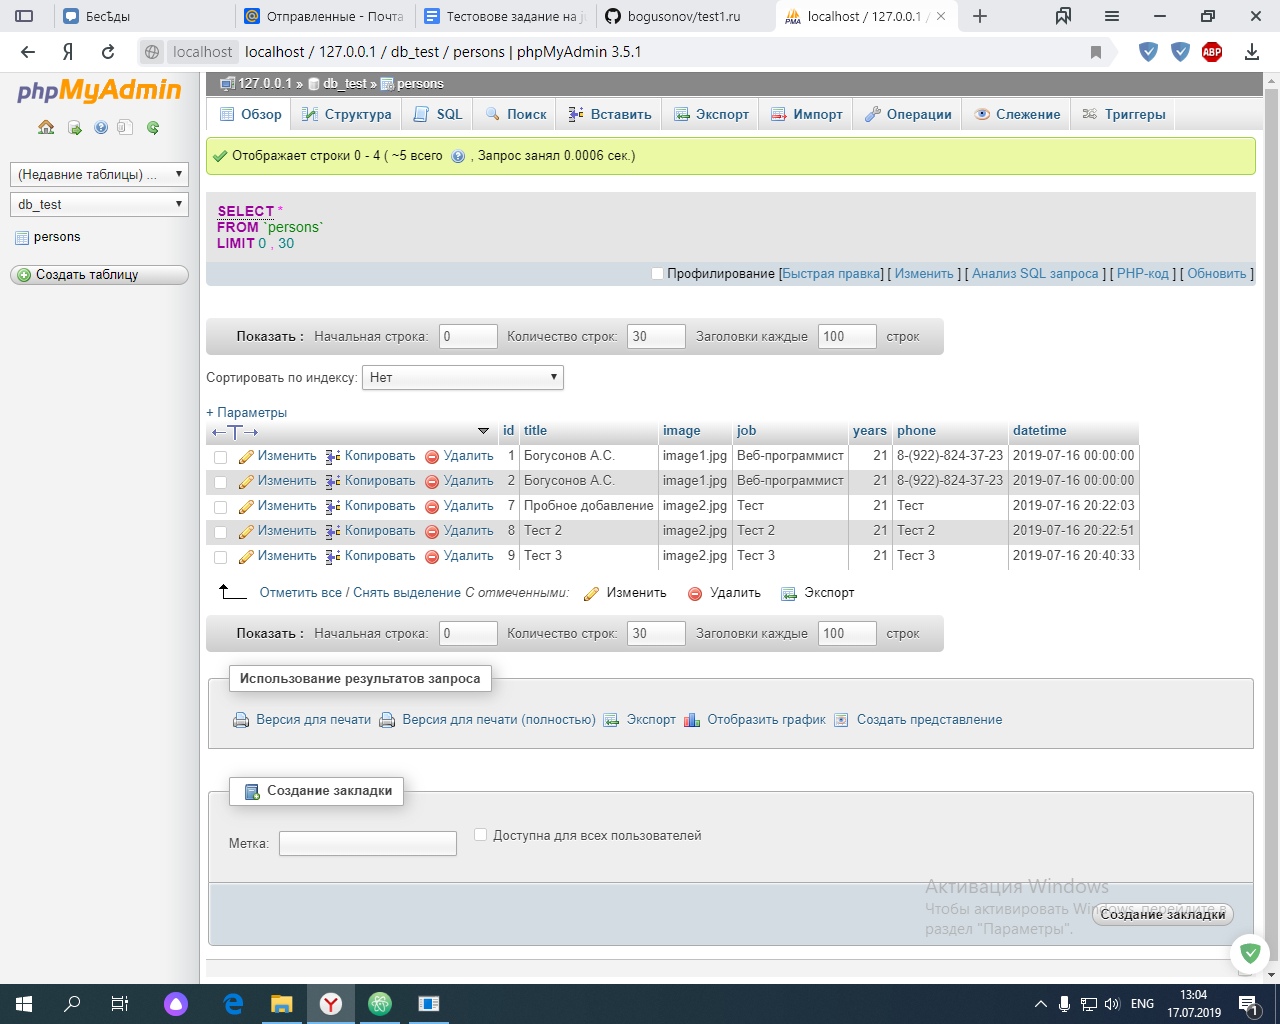 БесѢды
Отправленные - Почта
Тестовое задание на
bogusonov/test1.ru
localhost / 127.0.0.1 /
localhost localhost / 127.0.0.1 / db_test / persons | phpMyAdmin 3.5.1
ABP
phpMyAdmin
(Недавние таблицы) ...
db_test
persons
Создать таблицу
127.0.0.1 » db_test » persons
Обзор Структура SQL Поиск Вставить Экспорт Импорт Операции Слежение Триггеры
Отображает строки 0 - 4 ( ~5 всего , Запрос занял 0.0006 сек.)
SELECT *
FROM `persons`
LIMIT 0 , 30
Профилирование [Быстрая правка] [ Изменить ] [ Анализ SQL запроса ] [ PHP-код ] [ Обновить ]
Показать : Начальная строка: 0 Количество строк: 30 Заголовки каждые 100 строк
Сортировать по индексу: Нет
+ Параметры
←T→ id title image job years phone datetime
Изменить Копировать Удалить 1 Богусонов А.С. image1.jpg Веб-программист 21 8-(922)-824-37-23 2019-07-16 00:00:00
Изменить Копировать Удалить 2 Богусонов А.С. image1.jpg Веб-программист 21 8-(922)-824-37-23 2019-07-16 00:00:00
Изменить Копировать Удалить 7 Пробное добавление image2.jpg Тест 21 Тест 2019-07-16 20:22:03
Изменить Копировать Удалить 8 Тест 2 image2.jpg Тест 2 21 Тест 2 2019-07-16 20:22:51
Изменить Копировать Удалить 9 Тест 3 image2.jpg Тест 3 21 Тест 3 2019-07-16 20:40:33
Отметить все / Снять выделение С отмеченными: Изменить Удалить Экспорт
Показать : Начальная строка: 0 Количество строк: 30 Заголовки каждые 100 строк
Использование результатов запроса
Версия для печати Версия для печати (полностью) Экспорт Отобразить график Создать представление
Создание закладки
Метка: Доступна для всех пользователей
Активация Windows
Чтобы активировать Windows, перейдите в
раздел "Параметры".
Создание закладки
ENG
13:04
17.07.2019
1